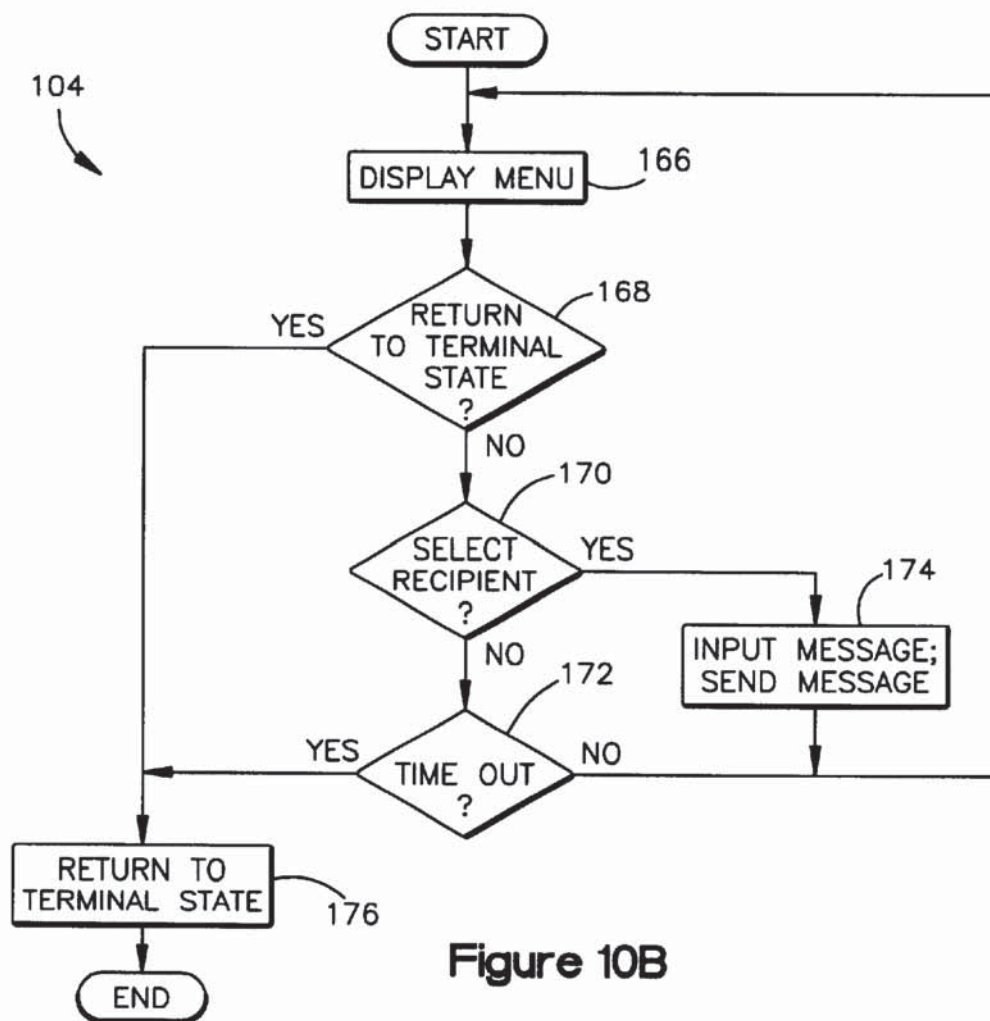 START
104
DISPLAY MENU
166
RETURN
TO TERMINAL
STATE
?
168
YES
NO
SELECT
RECIPIENT
?
170
YES
NO
INPUT MESSAGE;
SEND MESSAGE
174
TIME OUT
?
172
YES
NO
RETURN TO
TERMINAL STATE
176
END
Figure 10B